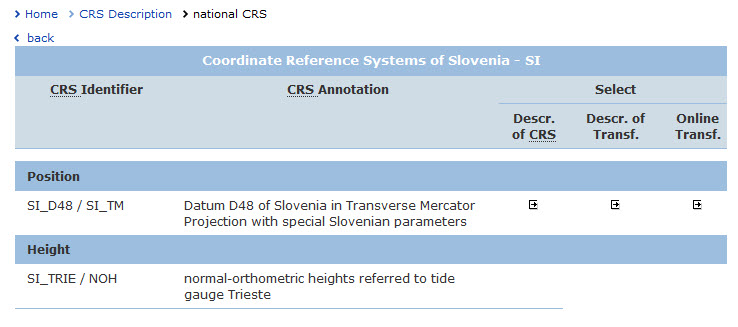 Home CRS Description national CRS
back
Coordinate Reference Systems of Slovenia - SI
CRS Identifier CRS Annotation Select
Descr. of CRS Descr. of Transf. Online Transf.
Position
SI_D48 / SI_TM Datum D48 of Slovenia in Transverse Mercator
Projection with special Slovenian parameters
Height
SI_TRIE / NOH normal-orthometric heights referred to tide
gauge Trieste